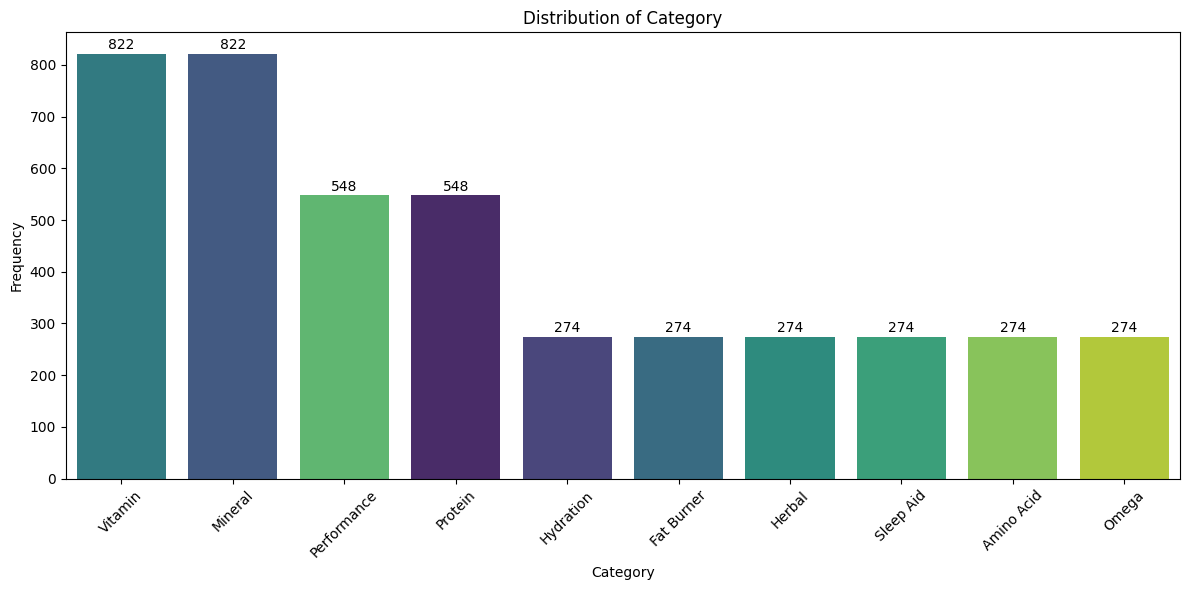 Distribution of Category
822
822
548
548
274
274
274
274
274
274
800
700
600
500
400
300
200
100
0
Frequency
Vitamin
Mineral
Performance
Protein
Hydration
Fat Burner
Herbal
Sleep Aid
Amino Acid
Omega
Category